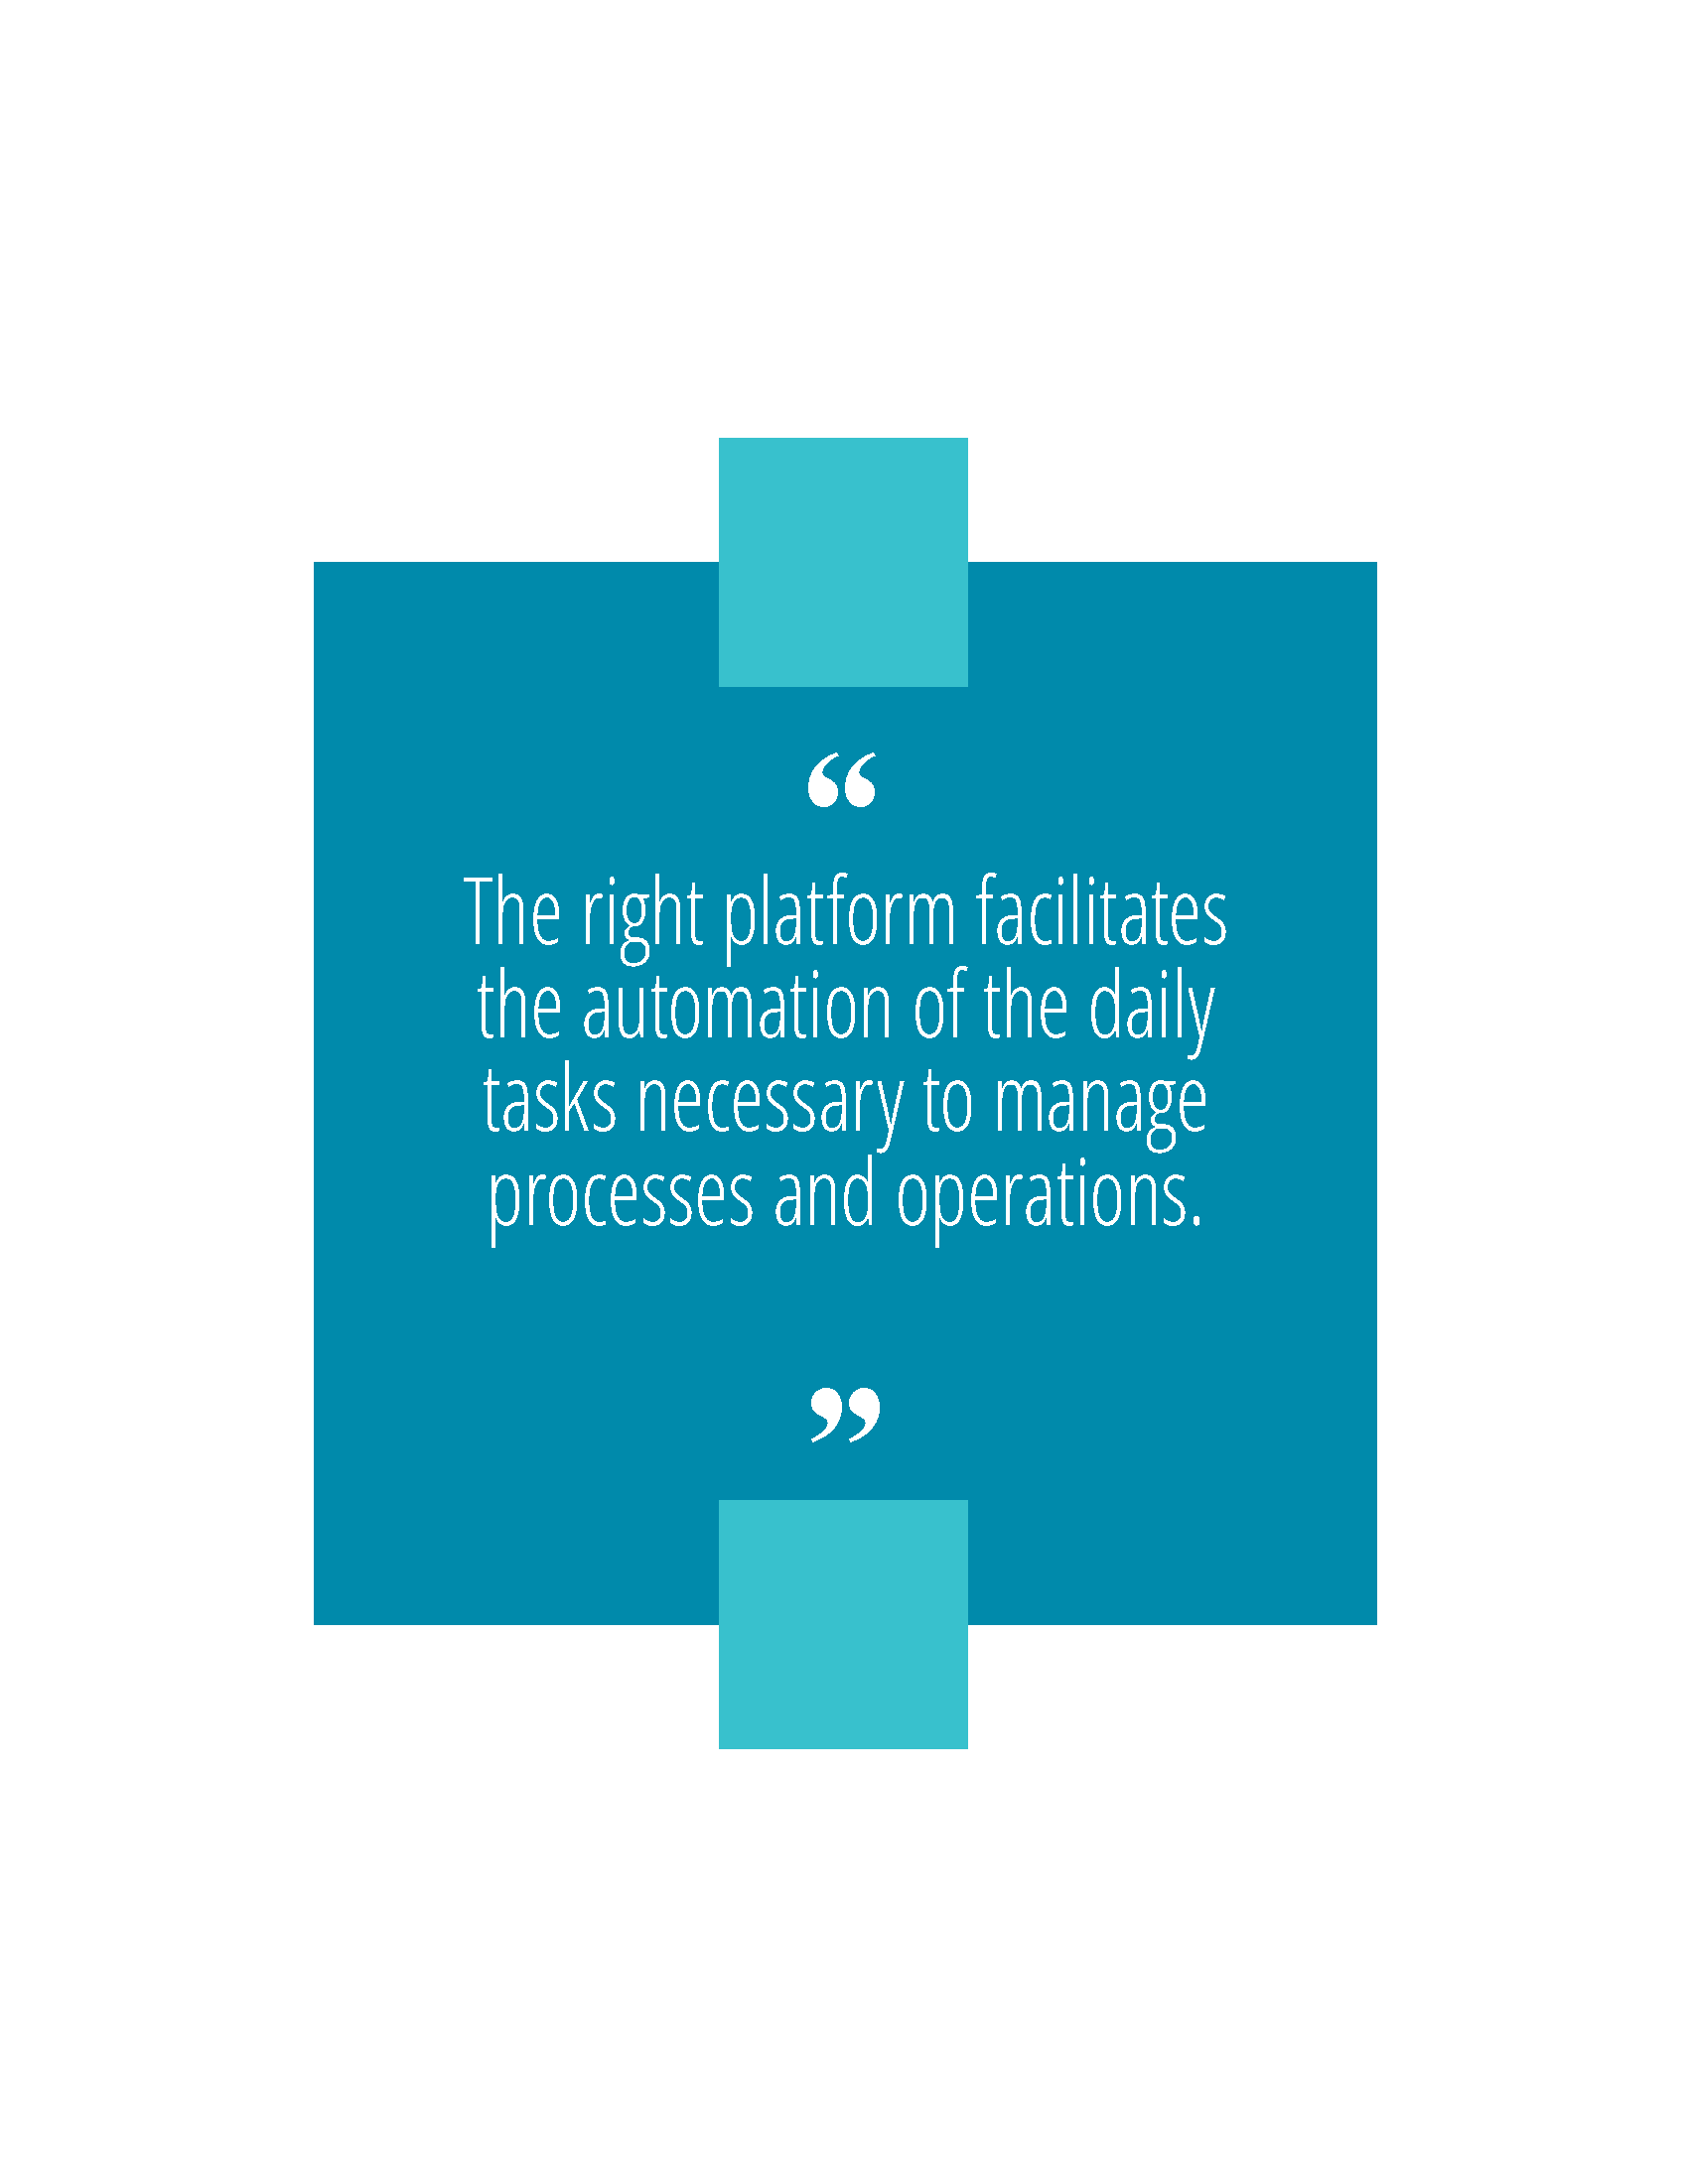 “
The right platform facilitates
the automation of the daily
tasks necessary to manage
processes and operations.
”